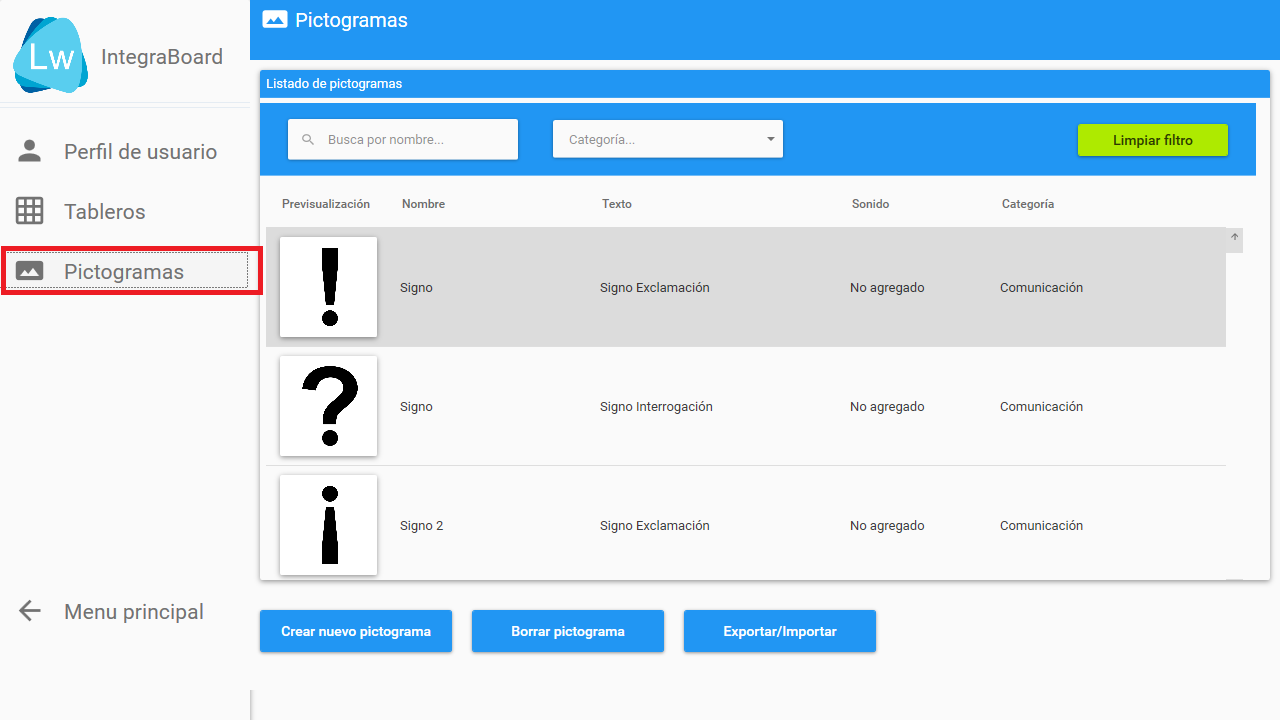 Lw IntegraBoard
Perfil de usuario
Tableros
Pictogramas
Menu principal
Pictogramas
Listado de pictogramas
Busca por nombre... Categoría... Limpiar filtro
Previsualización Nombre Texto Sonido Categoría
! Signo Signo Exclamación No agregado Comunicación
? Signo Signo Interrogación No agregado Comunicación
¡ Signo 2 Signo Exclamación No agregado Comunicación
Crear nuevo pictograma Borrar pictograma Exportar/Importar